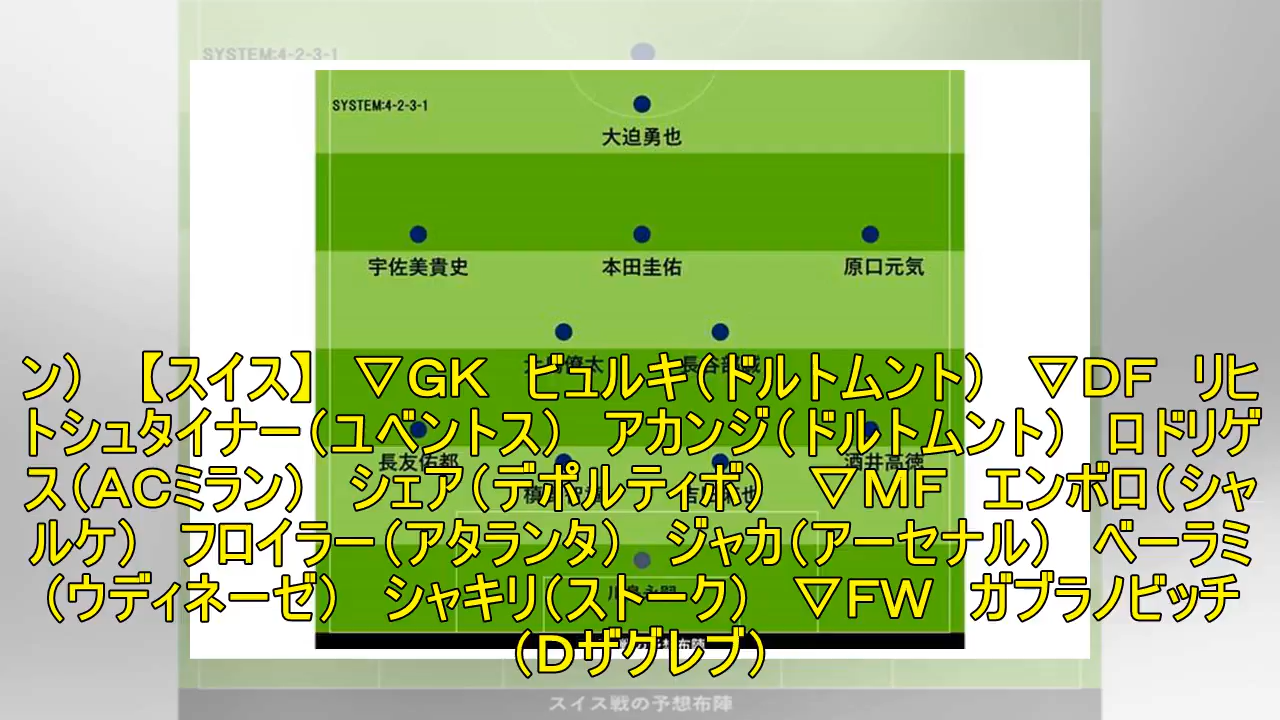 SYSTEM:4-2-3-1
SYSTEM:4-2-3-1
大迫勇也
宇佐美貴史 本田圭佑 原口元気
ン） 【スイス】 ▽ＧＫ ビュルキ（ドルトムント） ▽ＤＦ リヒ
トシュタイナー（ユベントス） アカンジ（ドルトムント） ロドリゲ
ス（ＡＣミラン） シェア（デポルティボ） ▽ＭＦ エンボロ（シャ
ルケ） フロイラー（アタランタ） ジャカ（アーセナル） ベーラミ
（ウディネーゼ） シャキリ（ストーク） ▽ＦＷ ガブラノビッチ
（Ｄザグレブ）
長友佑都 酒井高徳
スイス戦の予想布陣